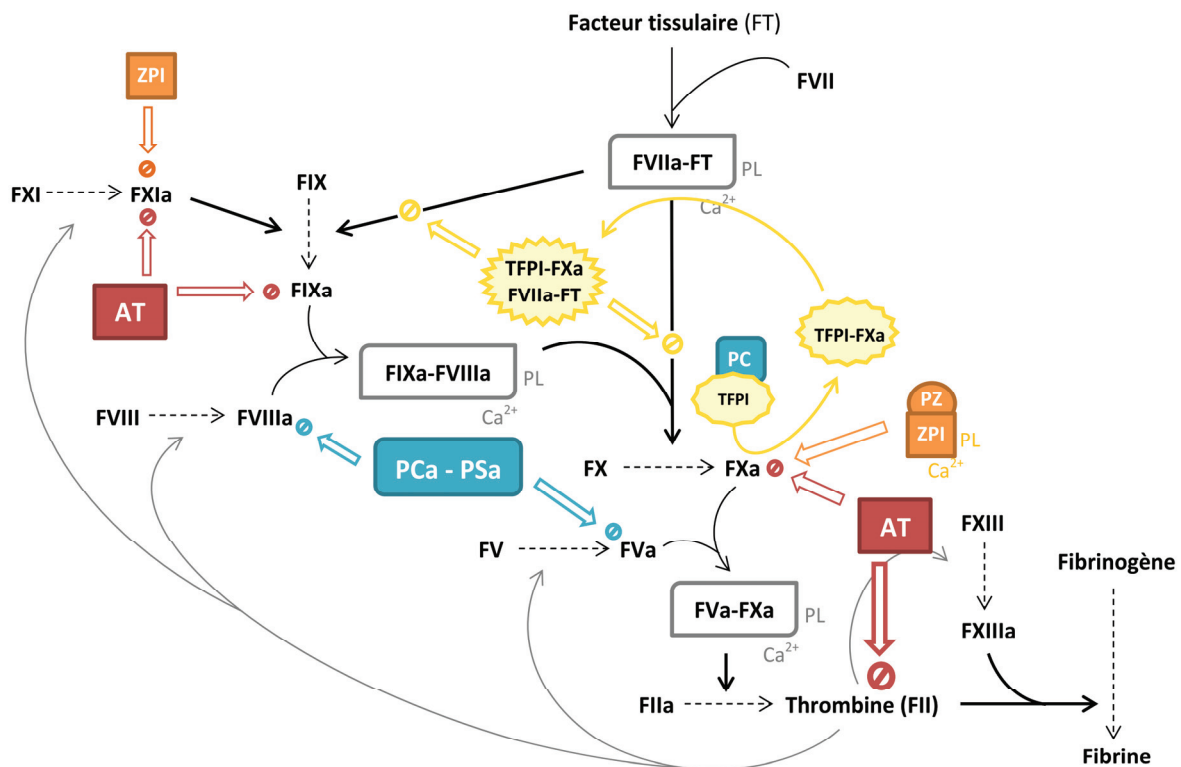 Facteur tissulaire (FT)
ZPI
FVII
FVIIa-FT
PL
Ca²⁺
FXI
FXIa
FIX
TFPI-FXa
FVIIa-FT
AT
FIXa
TFPI-FXa
PC
TFPI
FIXa-FVIIIa
PL
Ca²⁺
PZ
ZPI
PL
Ca²⁺
FVIII
FVIIIa
PCa - PSa
FX
FXa
AT
FXIII
FV
FVa
Fibrinogène
FVa-FXa
PL
Ca²⁺
FXIIIa
FIIa
Thrombine (FII)
Fibrine